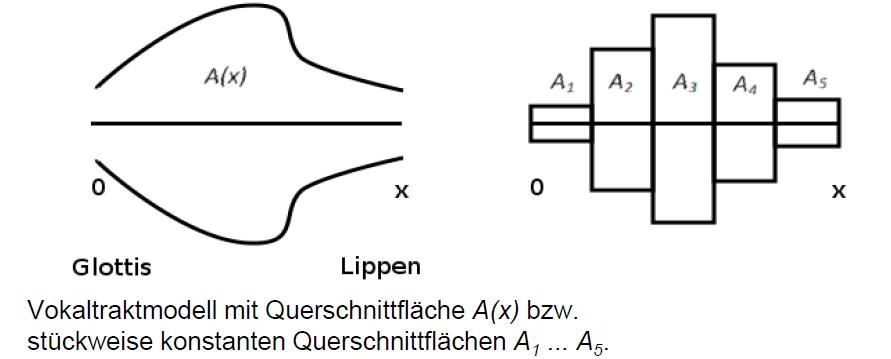 A(x)
0 x
Glottis Lippen
A1 A2 A3 A4 A5
0 x
Vokaltraktmodell mit Querschnittfläche A(x) bzw.
stückweise konstanten Querschnittflächen A1 ... A5.